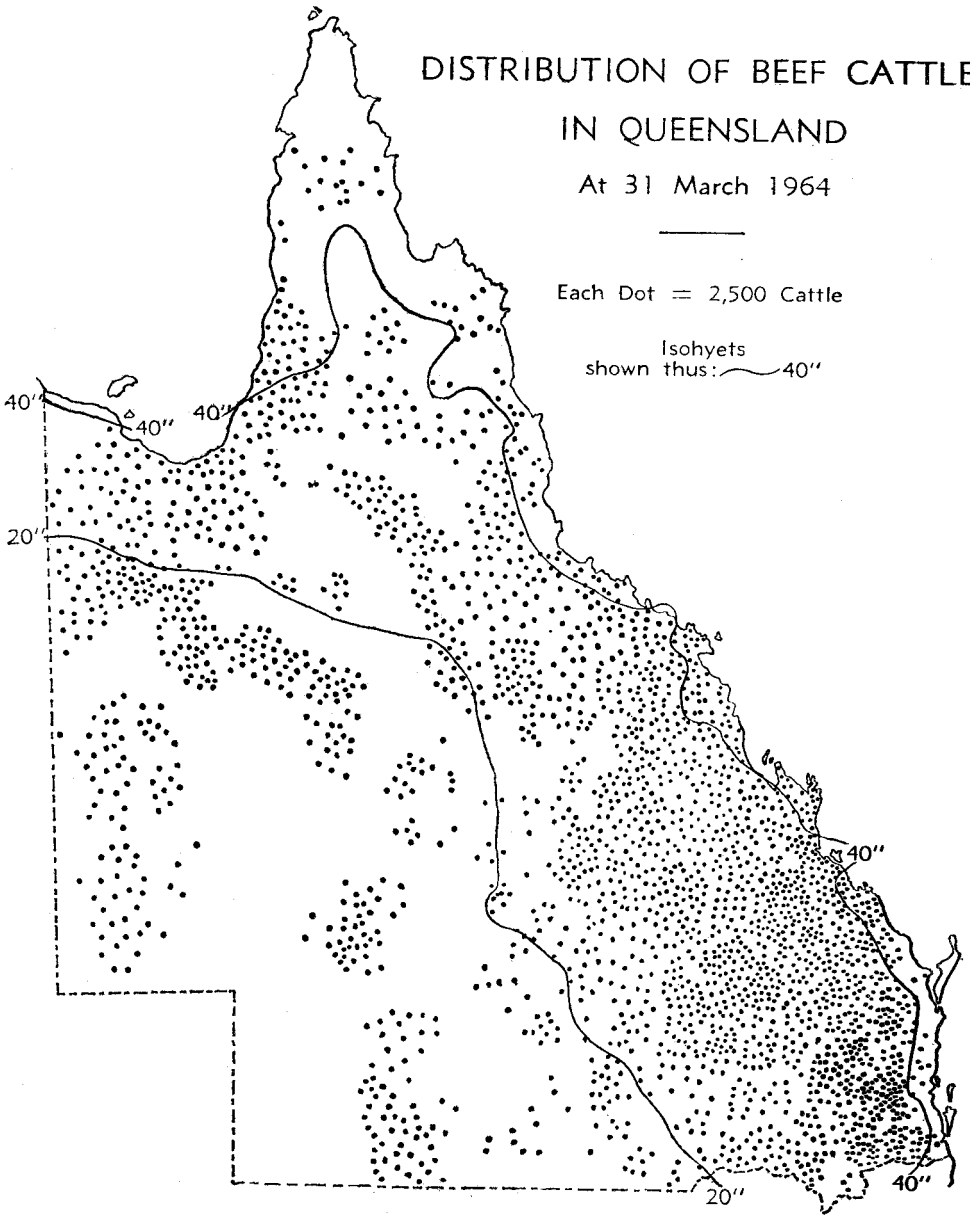 DISTRIBUTION OF BEEF CATTLE
IN QUEENSLAND
At 31 March 1964
Each Dot = 2,500 Cattle
Isohyets
shown thus: 40"
40"
40"
40"
20"
40"
20"
40"